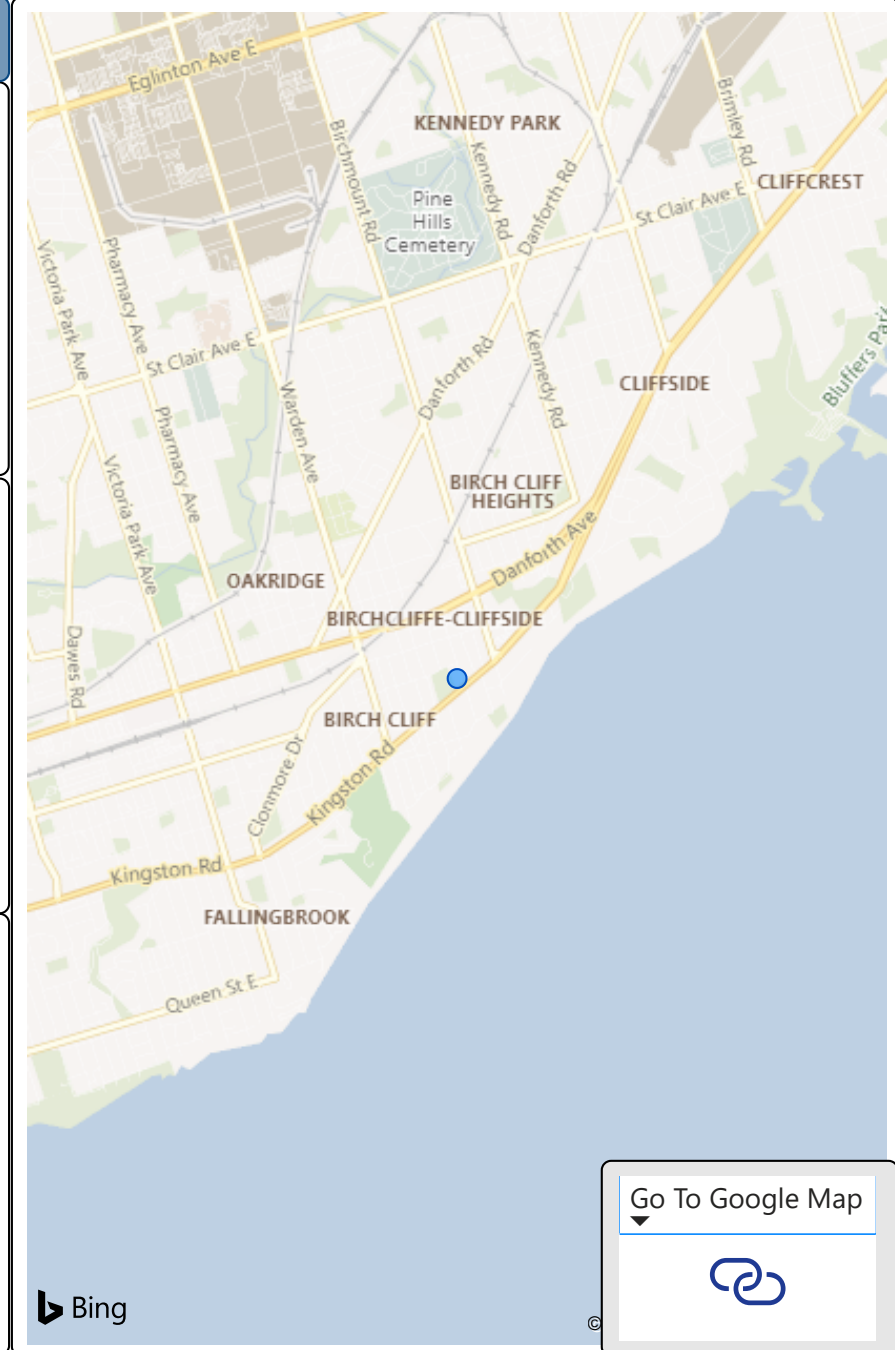 Eglinton Ave E
KENNEDY PARK
Birchmount Rd
Kennedy Rd
Brimley Rd
Danforth Rd
CLIFFCREST
Pine
Hills
Cemetery
St Clair Ave E
Victoria Park Ave
Pharmacy Ave
St Clair Ave E
Danforth Rd
Kennedy Rd
Bluffers Park
CLIFFSIDE
Warden Ave
Pharmacy Ave
Victoria Park Ave
BIRCH CLIFF
HEIGHTS
Danforth Ave
OAKRIDGE
BIRCHCLIFFE-CLIFFSIDE
Dawes Rd
BIRCH CLIFF
Clonmore Dr
Kingston Rd
Kingston Rd
FALLINGBROOK
Queen St E
Go To Google Map
Bing
©